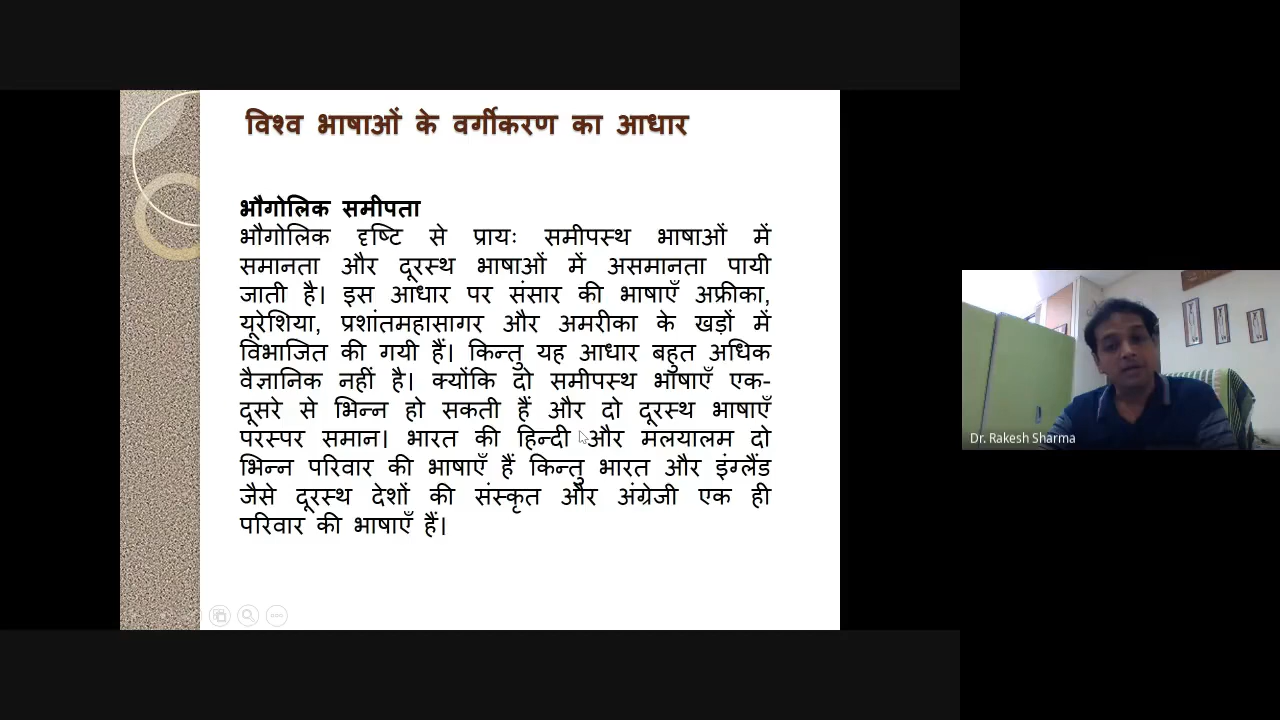 विश्व भाषाओं के वर्गीकरण का आधार
भौगोलिक समीपता
भौगोलिक दृष्टि से प्रायः समीपस्थ भाषाओं में
समानता और दूरस्थ भाषाओं में असमानता पायी
जाती है। इस आधार पर संसार की भाषाएँ अफ्रीका,
यूरेशिया, प्रशांतमहासागर और अमरीका के खड़ों में
विभाजित की गयी हैं। किन्तु यह आधार बहुत अधिक
वैज्ञानिक नहीं है। क्योंकि दो समीपस्थ भाषाएँ एक-
दूसरे से भिन्न हो सकती हैं और दो दूरस्थ भाषाएँ
परस्पर समान। भारत की हिन्दी और मलयालम दो
भिन्न परिवार की भाषाएँ हैं किन्तु भारत और इंग्लैंड
जैसे दूरस्थ देशों की संस्कृत और अंग्रेजी एक ही
परिवार की भाषाएँ हैं।
Dr. Rakesh Sharma